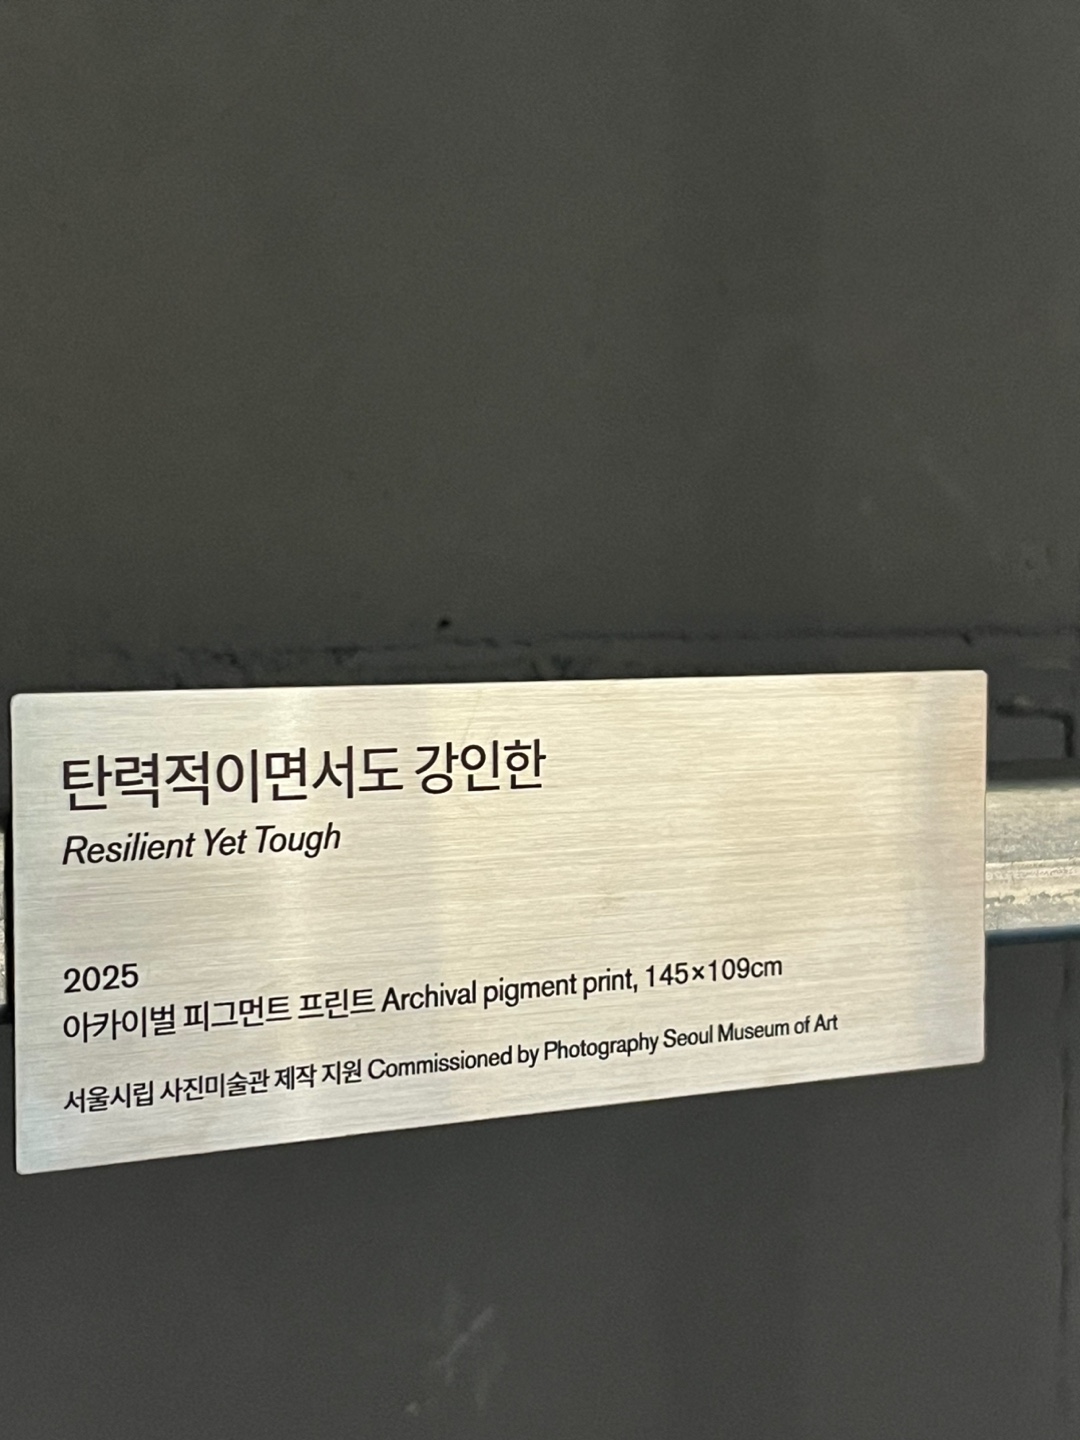 탄력적이면서도 강인한
Resilient Yet Tough
2025
아카이벌 피그먼트 프린트 Archival pigment print, 145×109cm
서울시립 사진미술관 제작 지원 Commissioned by Photography Seoul Museum of Art